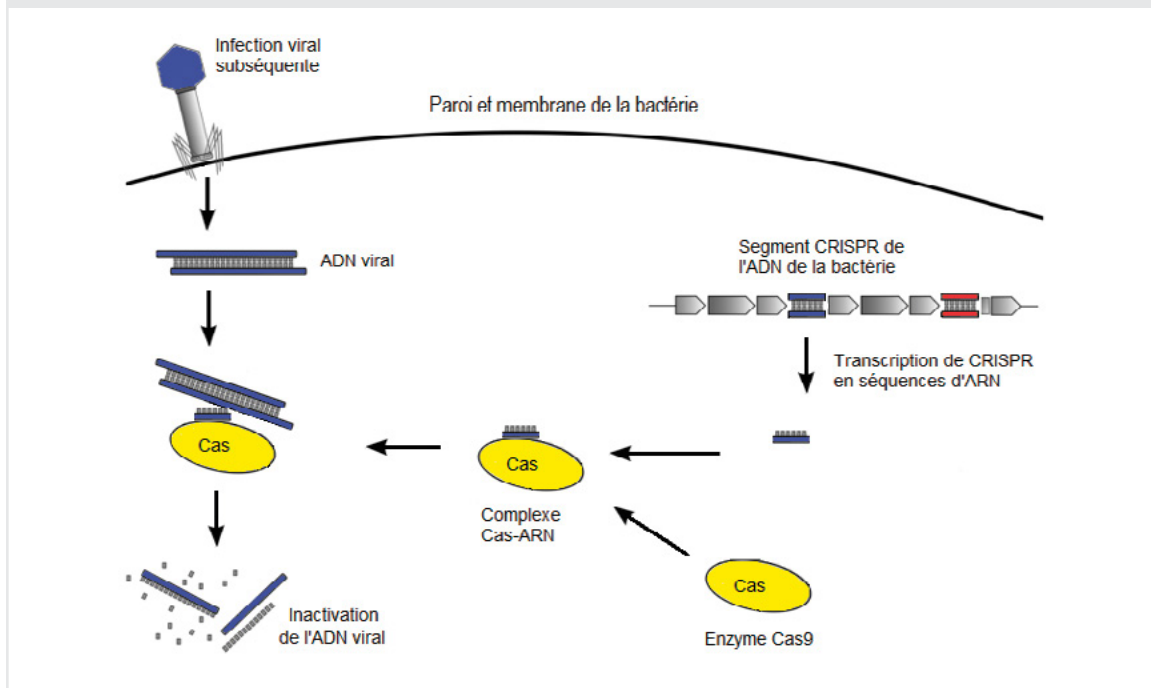 Infection viral
subséquente
Paroi et membrane de la bactérie
ADN viral
Segment CRISPR de
l'ADN de la bactérie
Transcription de CRISPR
en séquences d'ARN
Cas
Cas
Complexe
Cas-ARN
Cas
Enzyme Cas9
Inactivation
de l'ADN viral